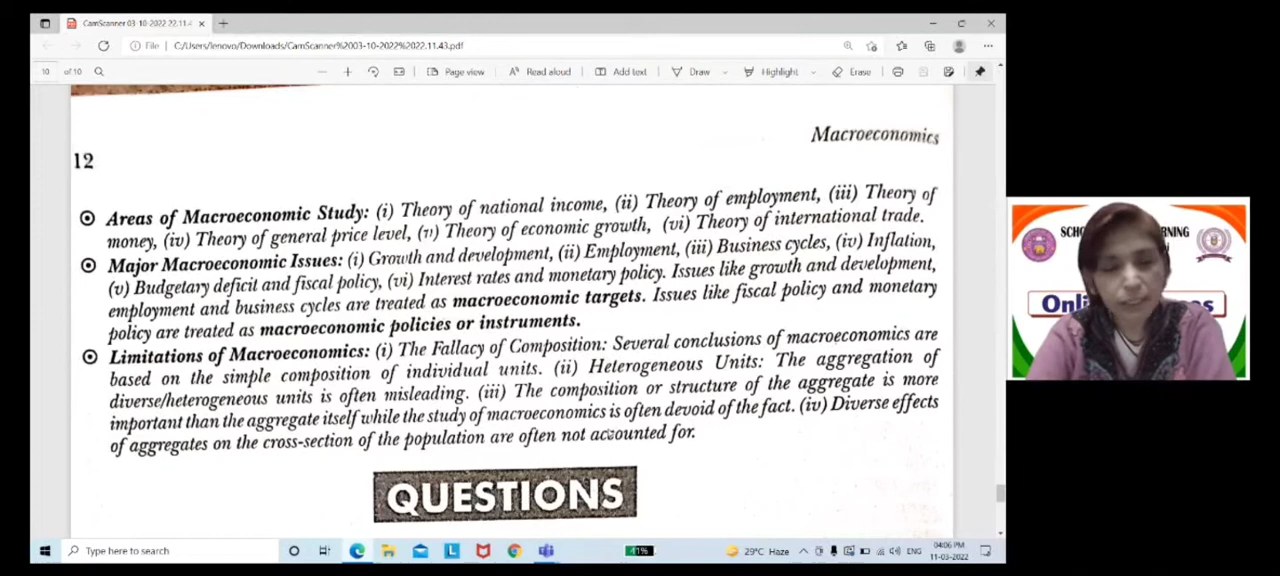 CamScanner 03-10-2022 22.11.4
File
C:/Users/lenovo/Downloads/CamScanner%2003-10-2022%2022.11.43.pdf
10 of 10
Page view
Read aloud
Add text
Draw
Highlight
Erase
Macroeconomics
12
Areas of Macroeconomic Study: (i) Theory of national income, (ii) Theory of employment, (iii) Theory of
money, (iv) Theory of general price level, (v) Theory of economic growth, (vi) Theory of international trade.
Major Macroeconomic Issues: (i) Growth and development, (ii) Employment, (iii) Business cycles, (iv) Inflation,
(v) Budgetary deficit and fiscal policy, (vi) Interest rates and monetary policy. Issues like growth and development,
employment and business cycles are treated as macroeconomic targets. Issues like fiscal policy and monetary
policy are treated as macroeconomic policies or instruments.
Limitations of Macroeconomics: (i) The Fallacy of Composition: Several conclusions of macroeconomics are
based on the simple composition of individual units. (ii) Heterogeneous Units: The aggregation of
diverse/heterogeneous units is often misleading. (iii) The composition or structure of the aggregate is more
important than the aggregate itself while the study of macroeconomics is often devoid of the fact. (iv) Diverse effects
of aggregates on the cross-section of the population are often not accounted for.
QUESTIONS
Type here to search
41%
29°C Haze
ENG
04:06 PM
11-03-2022